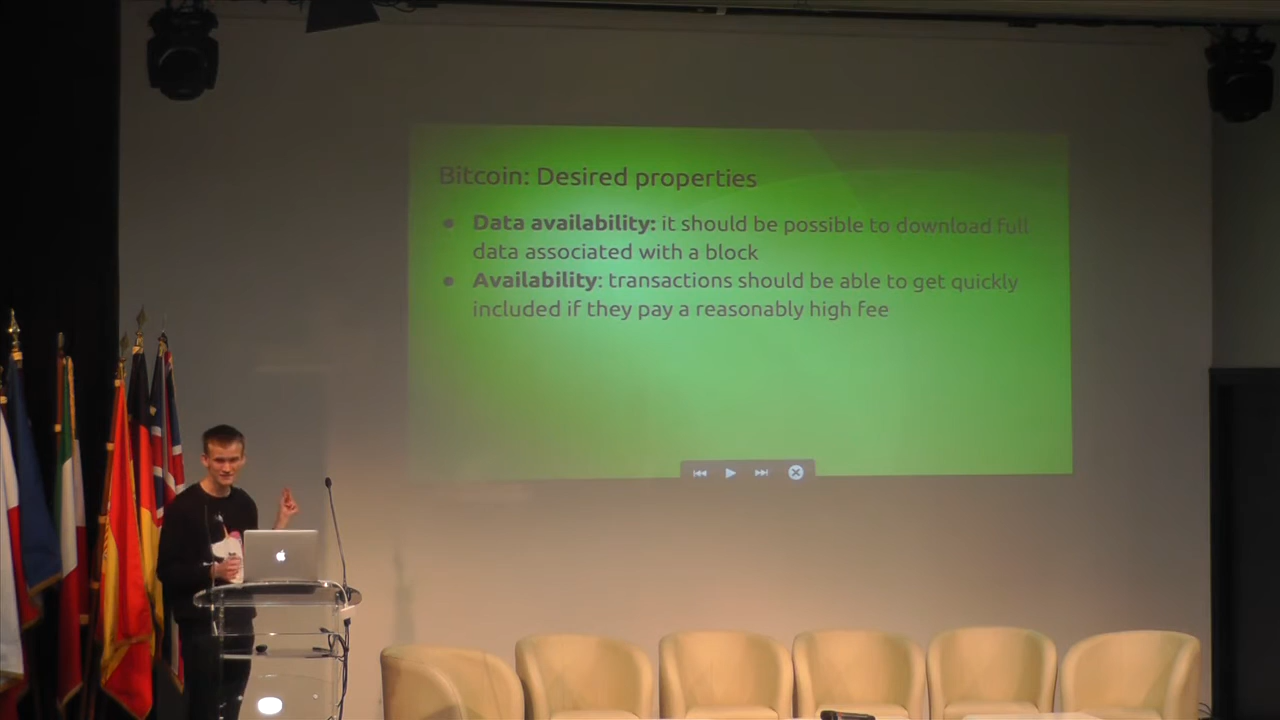 Bitcoin: Desired properties
● Data availability: it should be possible to download full
data associated with a block
● Availability: transactions should be able to get quickly
included if they pay a reasonably high fee